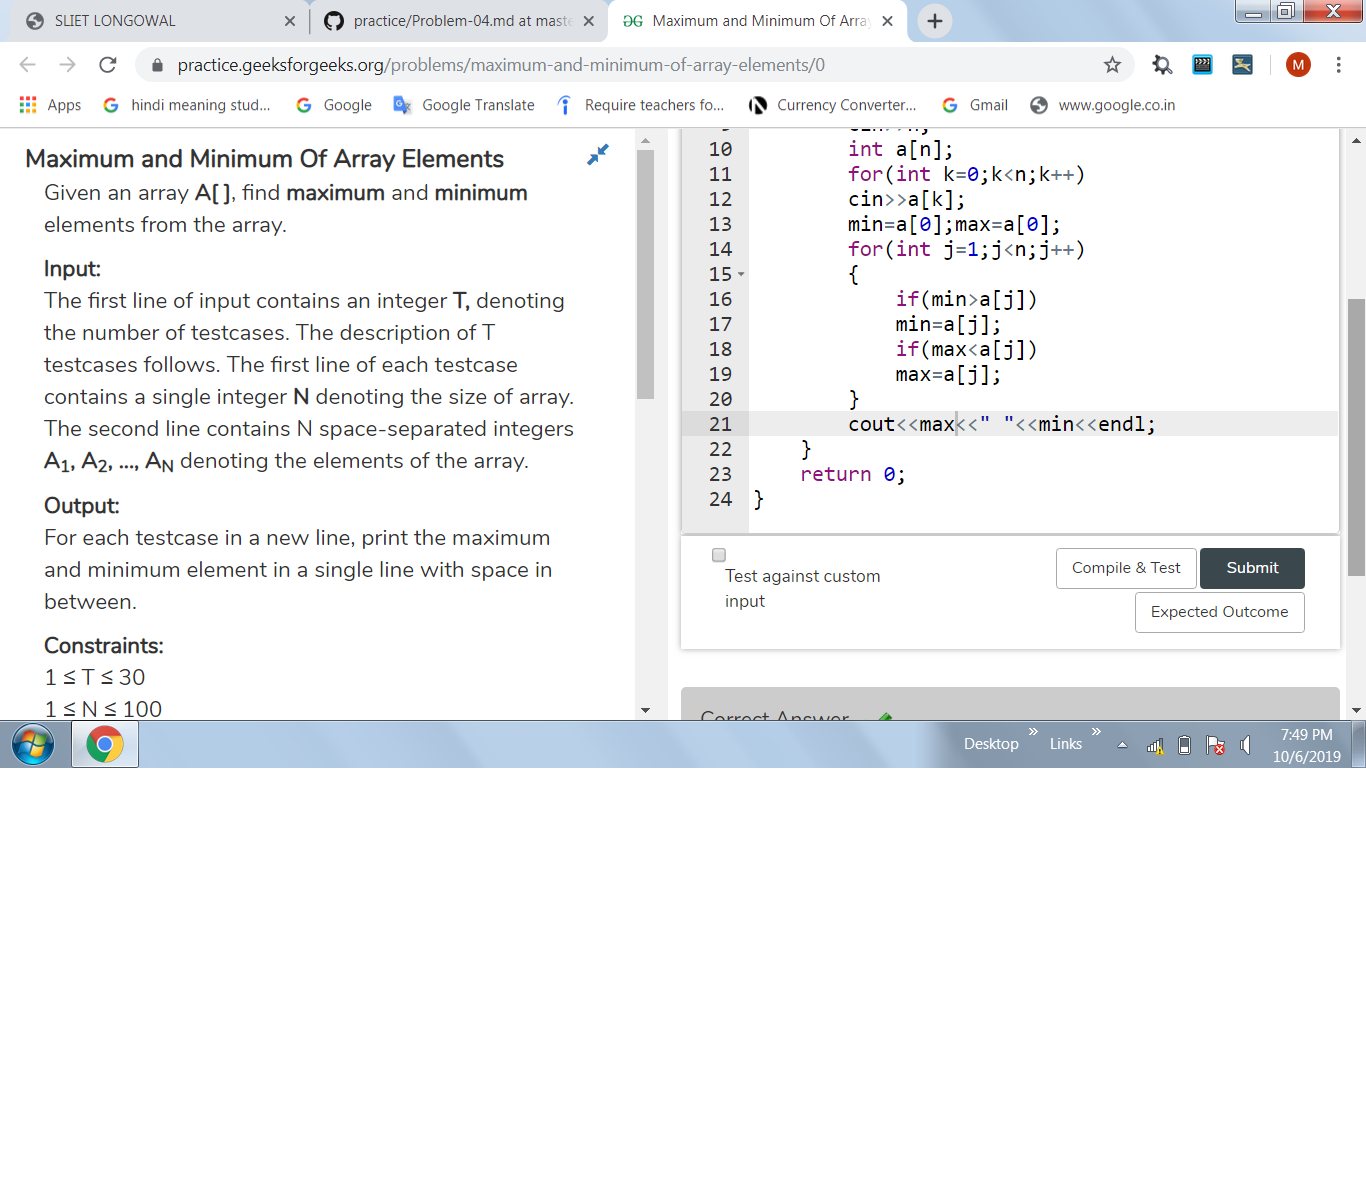 SLIET LONGOWAL
practice/Problem-04.md at maste
Maximum and Minimum Of Array
practice.geeksforgeeks.org/problems/maximum-and-minimum-of-array-elements/0
M
Apps
hindi meaning stud...
Google
Google Translate
Require teachers fo...
Currency Converter...
Gmail
www.google.co.in
Maximum and Minimum Of Array Elements
Given an array A[ ], find maximum and minimum
elements from the array.
Input:
The first line of input contains an integer T, denoting
the number of testcases. The description of T
testcases follows. The first line of each testcase
contains a single integer N denoting the size of array.
The second line contains N space-separated integers
A1, A2, ..., AN denoting the elements of the array.
Output:
For each testcase in a new line, print the maximum
and minimum element in a single line with space in
between.
Constraints:
1 ≤ T ≤ 30
1 ≤ N ≤ 100
10 int a[n];
11 for(int k=0;k<n;k++)
12 cin>>a[k];
13 min=a[0];max=a[0];
14 for(int j=1;j<n;j++)
15 {
16 if(min>a[j])
17 min=a[j];
18 if(max<a[j])
19 max=a[j];
20 }
21 cout<<max<<" "<<min<<endl;
22 }
23 return 0;
24 }
Test against custom
input
Compile & Test
Submit
Expected Outcome
Correct Answer
Desktop
Links
7:49 PM
10/6/2019